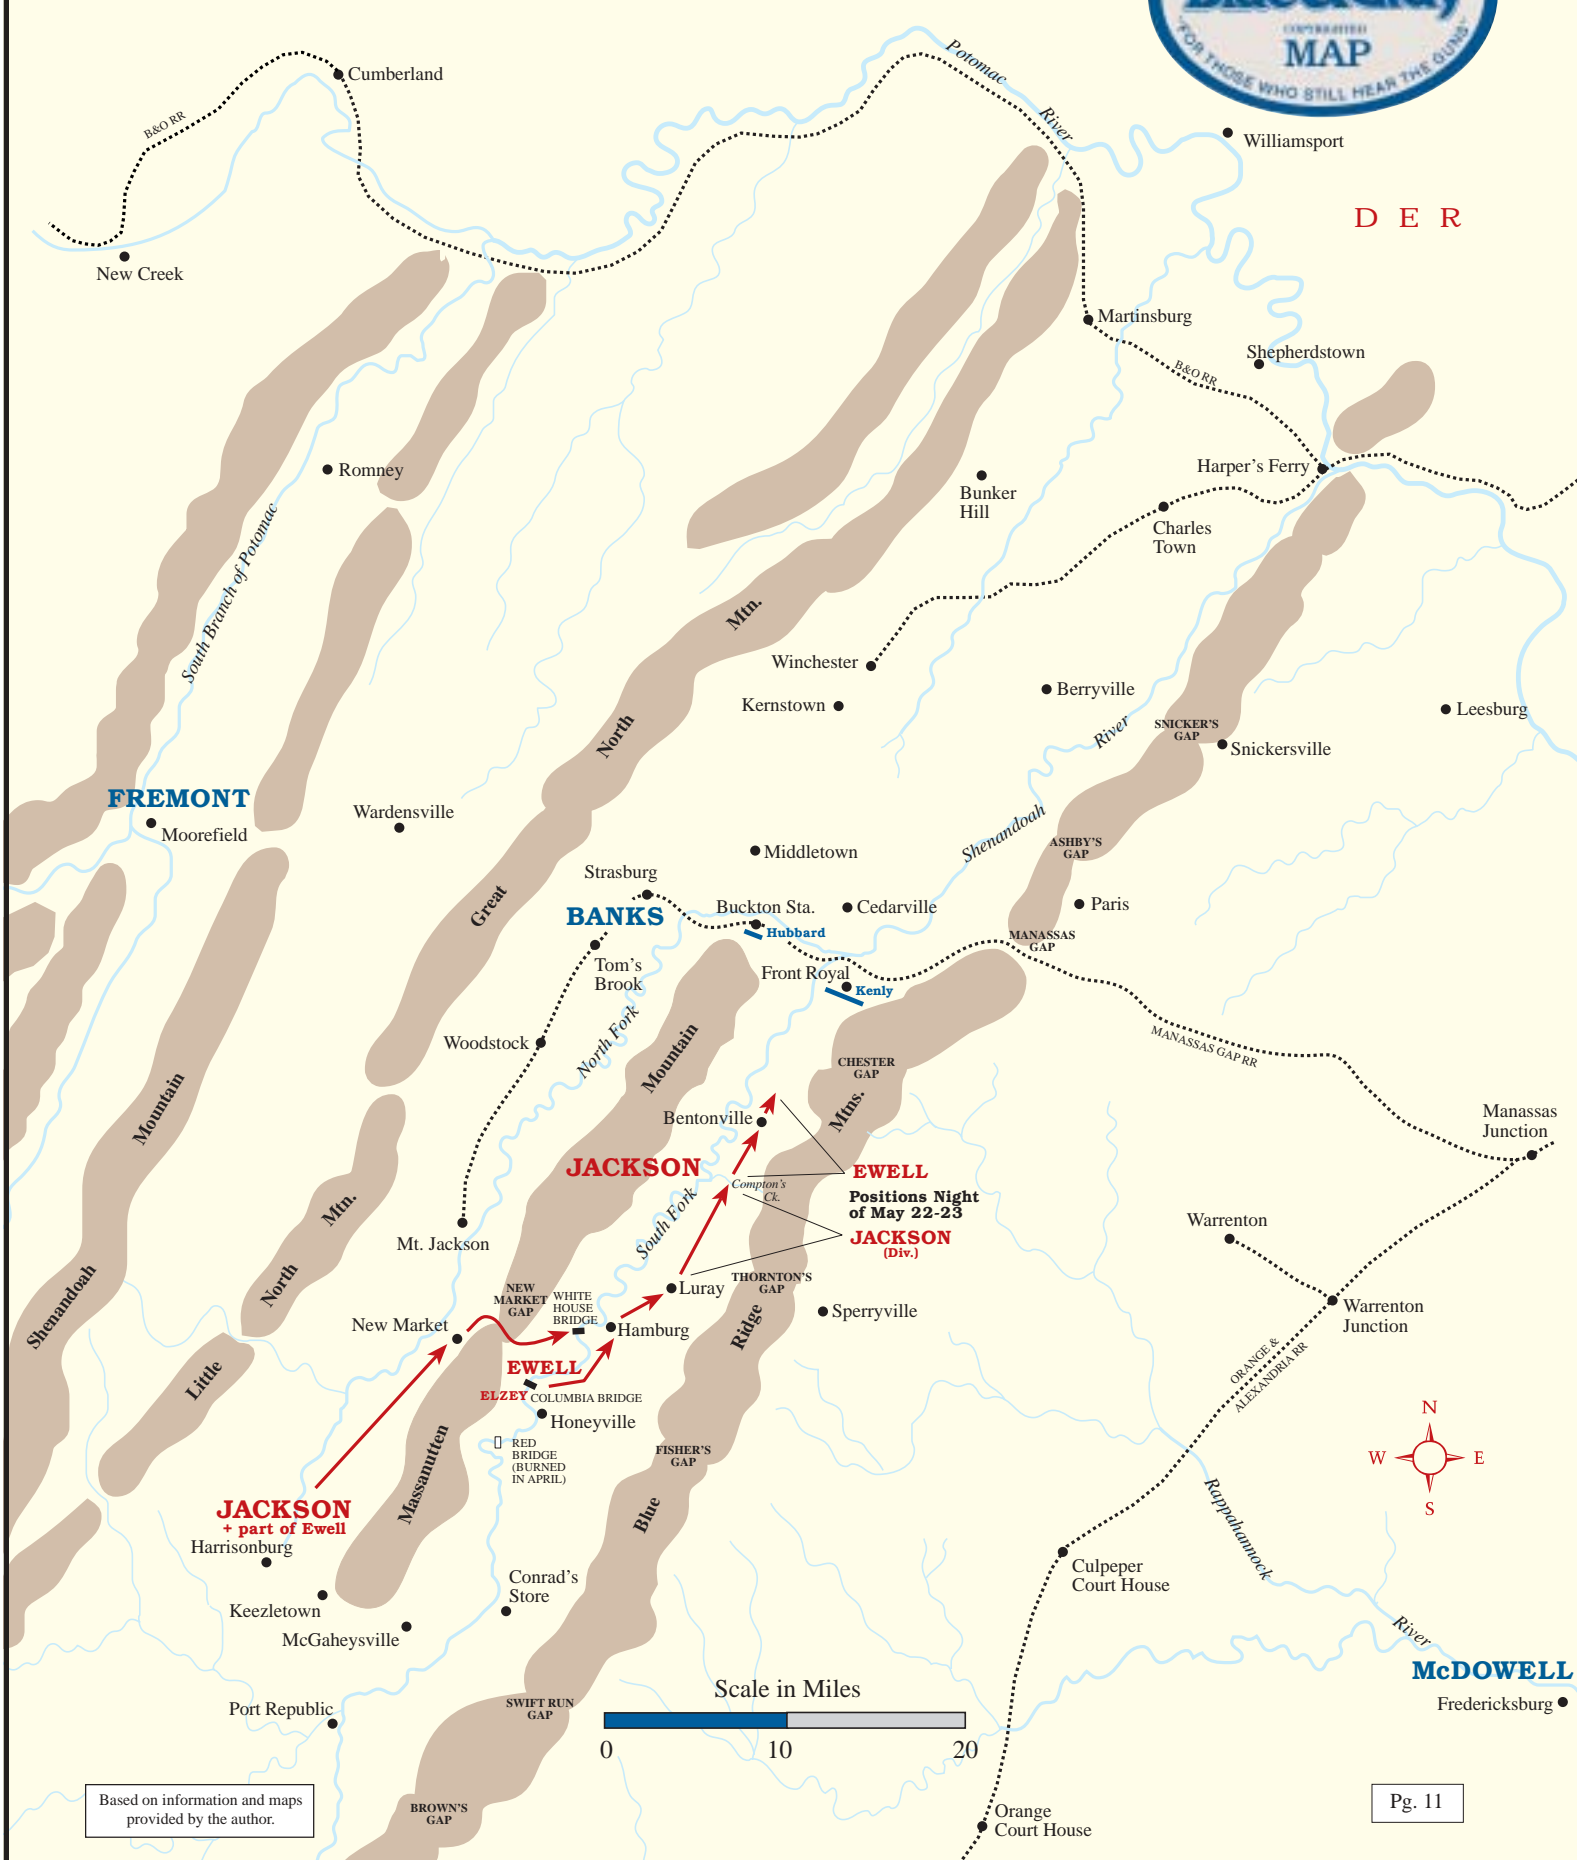 COPYRIGHTED
MAP
"FOR THOSE WHO STILL HEAR THE GUNS"
Potomac
River
Cumberland
B&O RR
Williamsport
D E R
New Creek
Martinsburg
Shepherdstown
B&O RR
Romney
Harper's Ferry
Bunker
Hill
Charles
Town
South Branch of Potomac
Mtn.
Winchester
Berryville
Kernstown
Leesburg
North
River
SNICKER'S
GAP
Snickersville
FREMONT
Moorefield
Wardensville
Shenandoah
ASHBY'S
GAP
Middletown
Strasburg
Great
BANKS
Buckton Sta.
Cedarville
Paris
Hubbard
MANASSAS
GAP
Tom's
Brook
Front Royal
Kenly
Woodstock
North Fork
Mountain
MANASSAS GAP RR
CHESTER
GAP
Mtns.
Mountain
Bentonville
Manassas
Junction
JACKSON
Compton's
Ck.
EWELL
Positions Night
of May 22-23
JACKSON
(Div.)
South Fork
Mtn.
Warrenton
Mt. Jackson
North
Shenandoah
NEW
MARKET
GAP
WHITE
HOUSE
BRIDGE
Luray
THORNTON'S
GAP
Sperryville
Warrenton
Junction
New Market
Hamburg
Ridge
ORANGE &
ALEXANDRIA RR
Little
EWELL
ELZEY
COLUMBIA BRIDGE
Honeyville
RED
BRIDGE
(BURNED
IN APRIL)
FISHER'S
GAP
N
W
E
S
Massanutten
Blue
Rappahannock
JACKSON
+ part of Ewell
Harrisonburg
Culpeper
Court House
Conrad's
Store
Keezletown
McGaheysville
River
McDOWELL
Fredericksburg
Port Republic
SWIFT RUN
GAP
Scale in Miles
0 10 20
Based on information and maps
provided by the author.
BROWN'S
GAP
Pg. 11
Orange
Court House